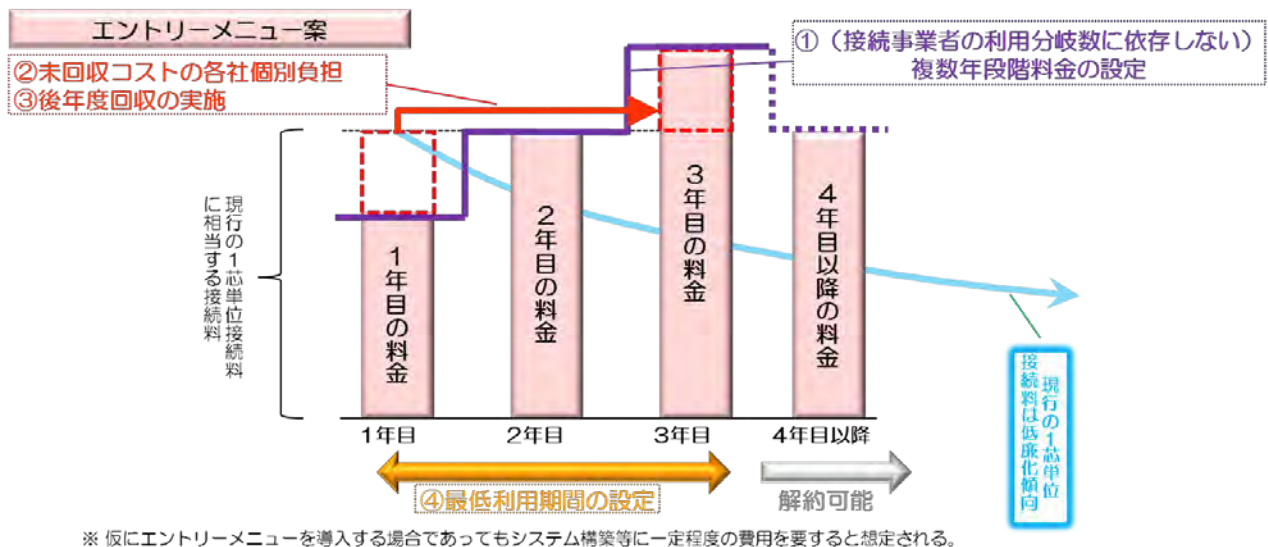 エントリーメニュー案
②未回収コストの各社個別負担
③後年度回収の実施
①（接続事業者の利用分岐数に依存しない）
複数年段階料金の設定
現行の1芯単位接続料
に相当する接続料
1年目の料金
2年目の料金
3年目の料金
4年目以降の料金
現行の1芯単位
接続料は低廉化傾向
1年目
2年目
3年目
4年目以降
④最低利用期間の設定
解約可能
※ 仮にエントリーメニューを導入する場合であってもシステム構築等に一定程度の費用を要すると想定される。